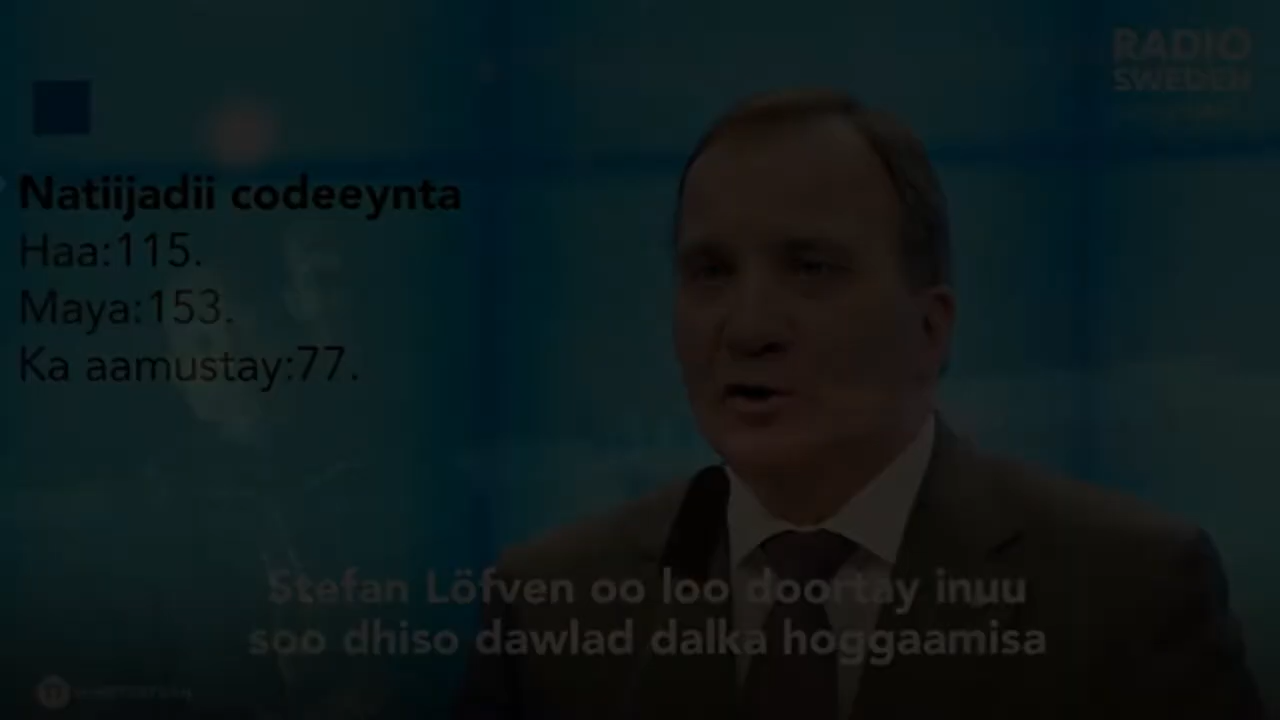 RADIO
SWEDEN
Natiijadii codeeynta
Haa:115.
Maya:153.
Ka aamustay:77.
Stefan Löfven oo loo doortay inuu
soo dhiso dawlad dalka hoggaamisa